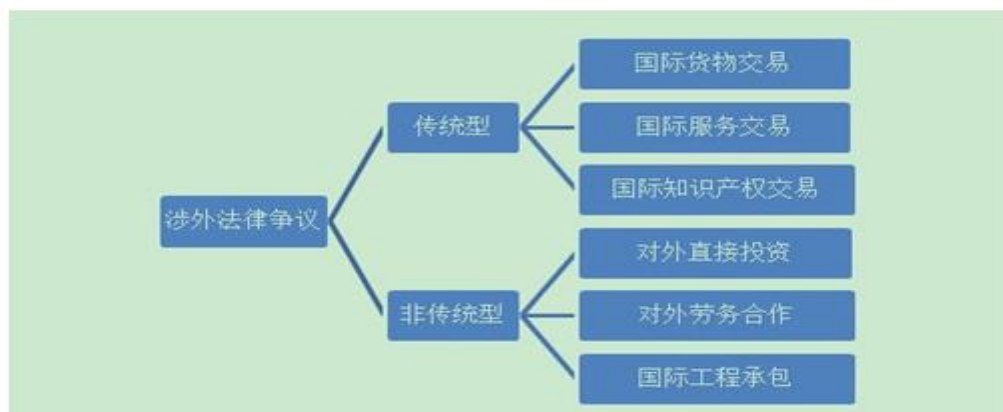 涉外法律争议
传统型
国际货物交易
国际服务交易
国际知识产权交易
非传统型
对外直接投资
对外劳务合作
国际工程承包